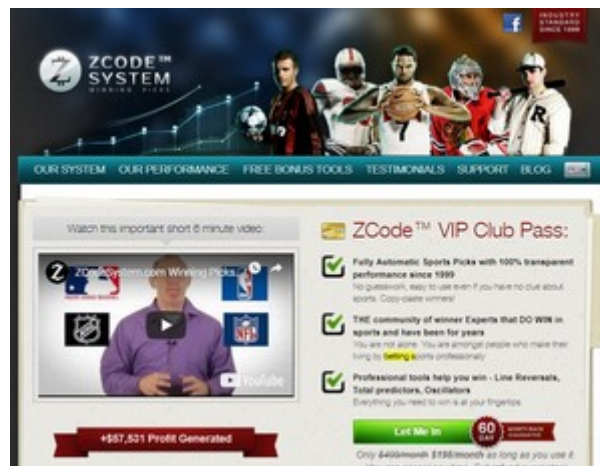 INDUSTRY
STANDARD
SINCE 1999
ZCODE™
SYSTEM
WINNING PICKS
OUR SYSTEM OUR PERFORMANCE FREE BONUS TOOLS TESTIMONIALS SUPPORT BLOG
Watch this important short 6 minute video:
ZCodeSystem.com Winning Picks
YouTube
+$57,531 Profit Generated
ZCode™ VIP Club Pass:
Fully Automatic Sports Picks with 100% transparent
performance since 1999
No guesswork, easy to use even if you have no clue about
sports. Copy-paste winners!
THE community of winner Experts that DO WIN in
sports and have been for years
You are not alone. You are amongst people who make their
living by betting sports professionally
Professional tools help you win - Line Reversals,
Total predictors, Oscillators
Everything you need to win is at your fingertips
Let Me In
60
DAY
MONEY BACK
GUARANTEE
Only $499/month $198/month as long as you use it.